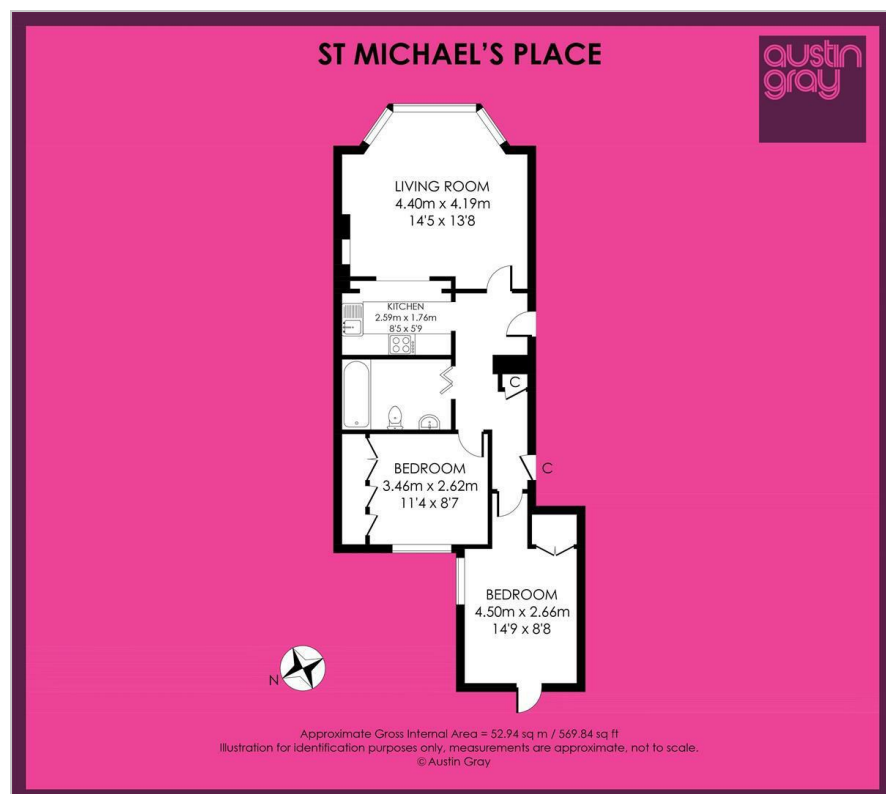 ST MICHAEL'S PLACE
austin
gray
LIVING ROOM
4.40m x 4.19m
14'5 x 13'8
KITCHEN
2.59m x 1.76m
8'5 x 5'9
C
BEDROOM
3.46m x 2.62m
11'4 x 8'7
C
BEDROOM
4.50m x 2.66m
14'9 x 8'8
N
Approximate Gross Internal Area = 52.94 sq m / 569.84 sq ft
Illustration for identification purposes only, measurements are approximate, not to scale.
© Austin Gray